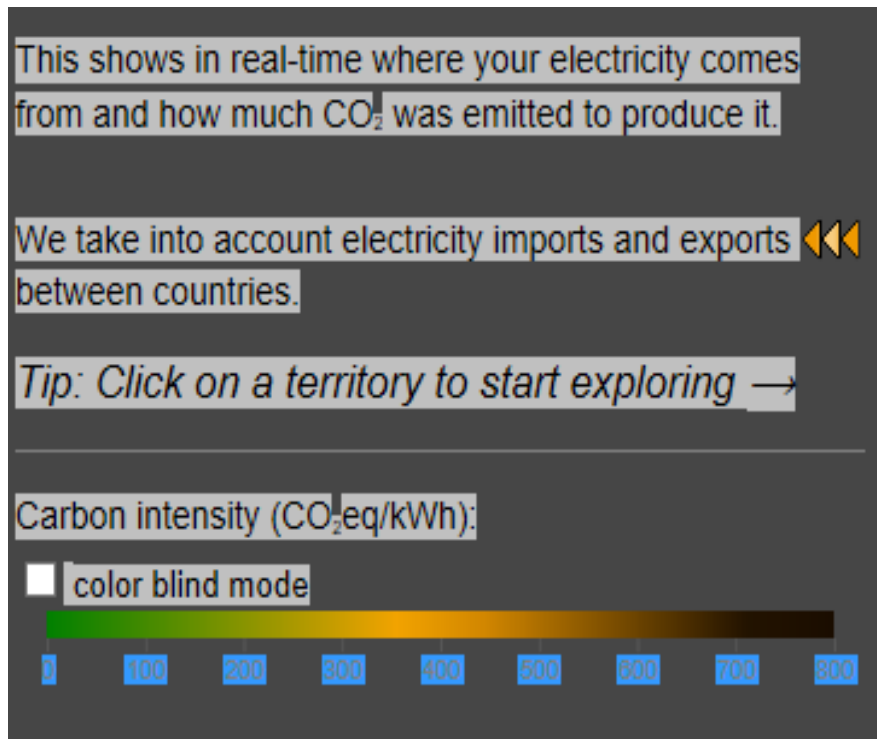 This shows in real-time where your electricity comes
from and how much CO₂ was emitted to produce it.
We take into account electricity imports and exports
between countries.
Tip: Click on a territory to start exploring →
Carbon intensity (CO₂eq/kWh):
color blind mode
0 100 200 300 400 500 600 700 800